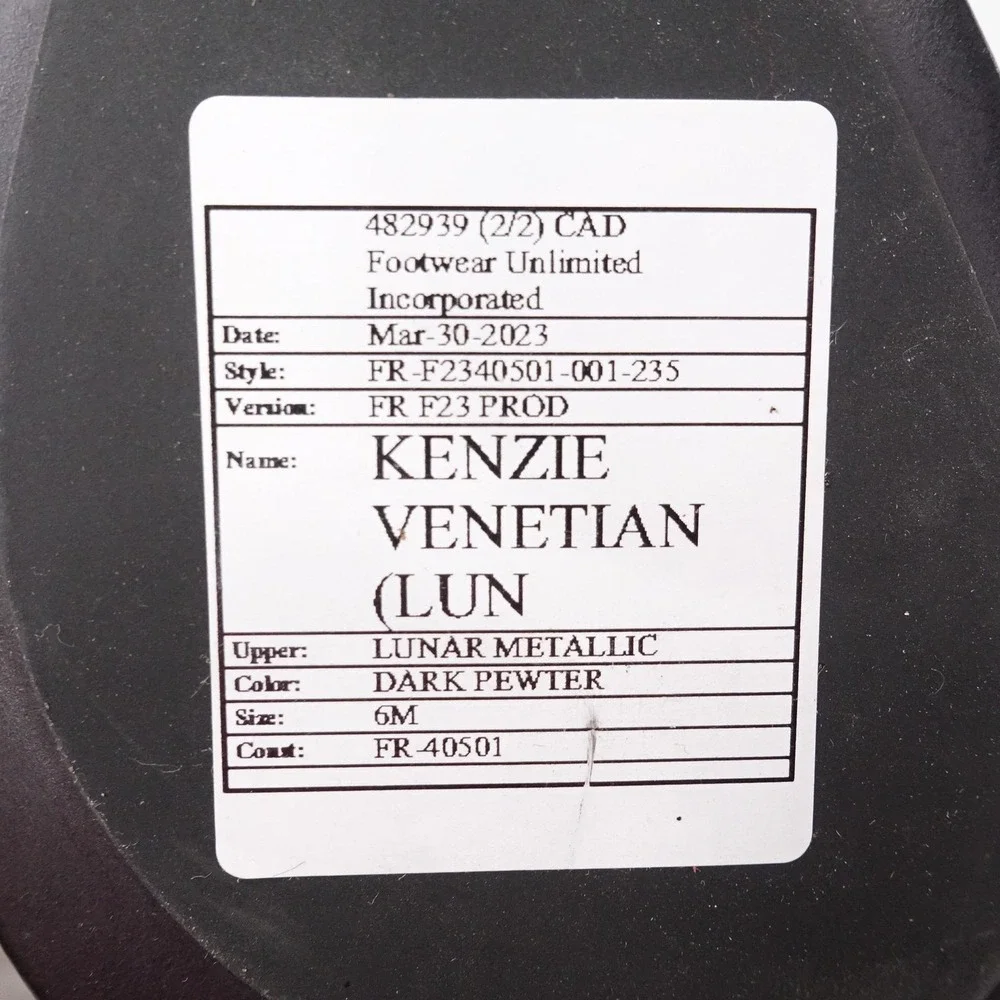 482939 (2/2) CAD
Footwear Unlimited
Incorporated
Date: Mar-30-2023
Style: FR-F2340501-001-235
Version: FR F23 PROD
Name: KENZIE
VENETIAN
(LUN
Upper: LUNAR METALLIC
Color: DARK PEWTER
Size: 6M
Const: FR-40501